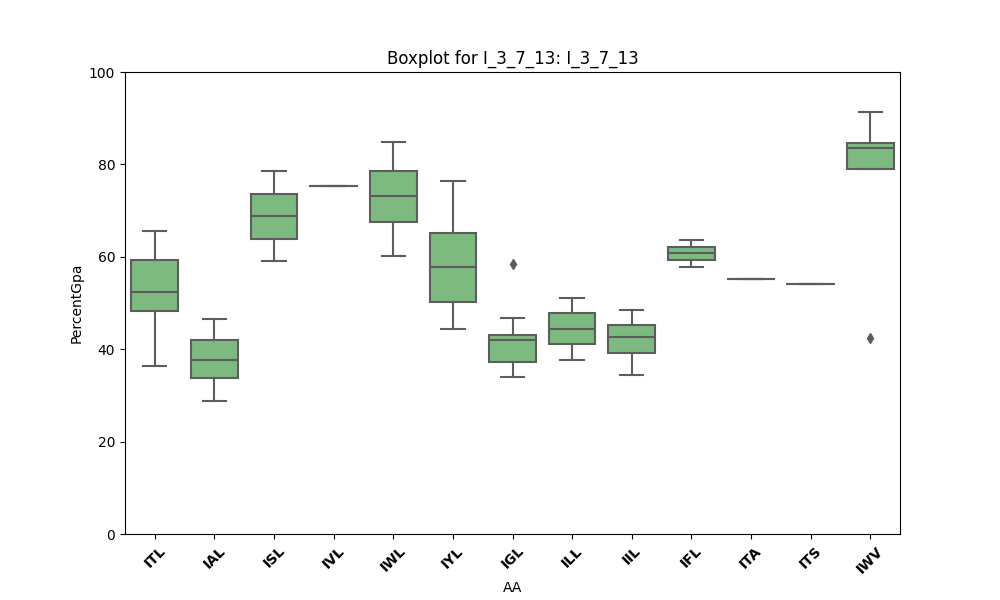 Boxplot for I_3_7_13: I_3_7_13
100
80
60
40
20
0
PercentGpa
ITL IAL ISL IVL IWL IYL IGL ILL IIL IFL ITA ITS IWV
AA